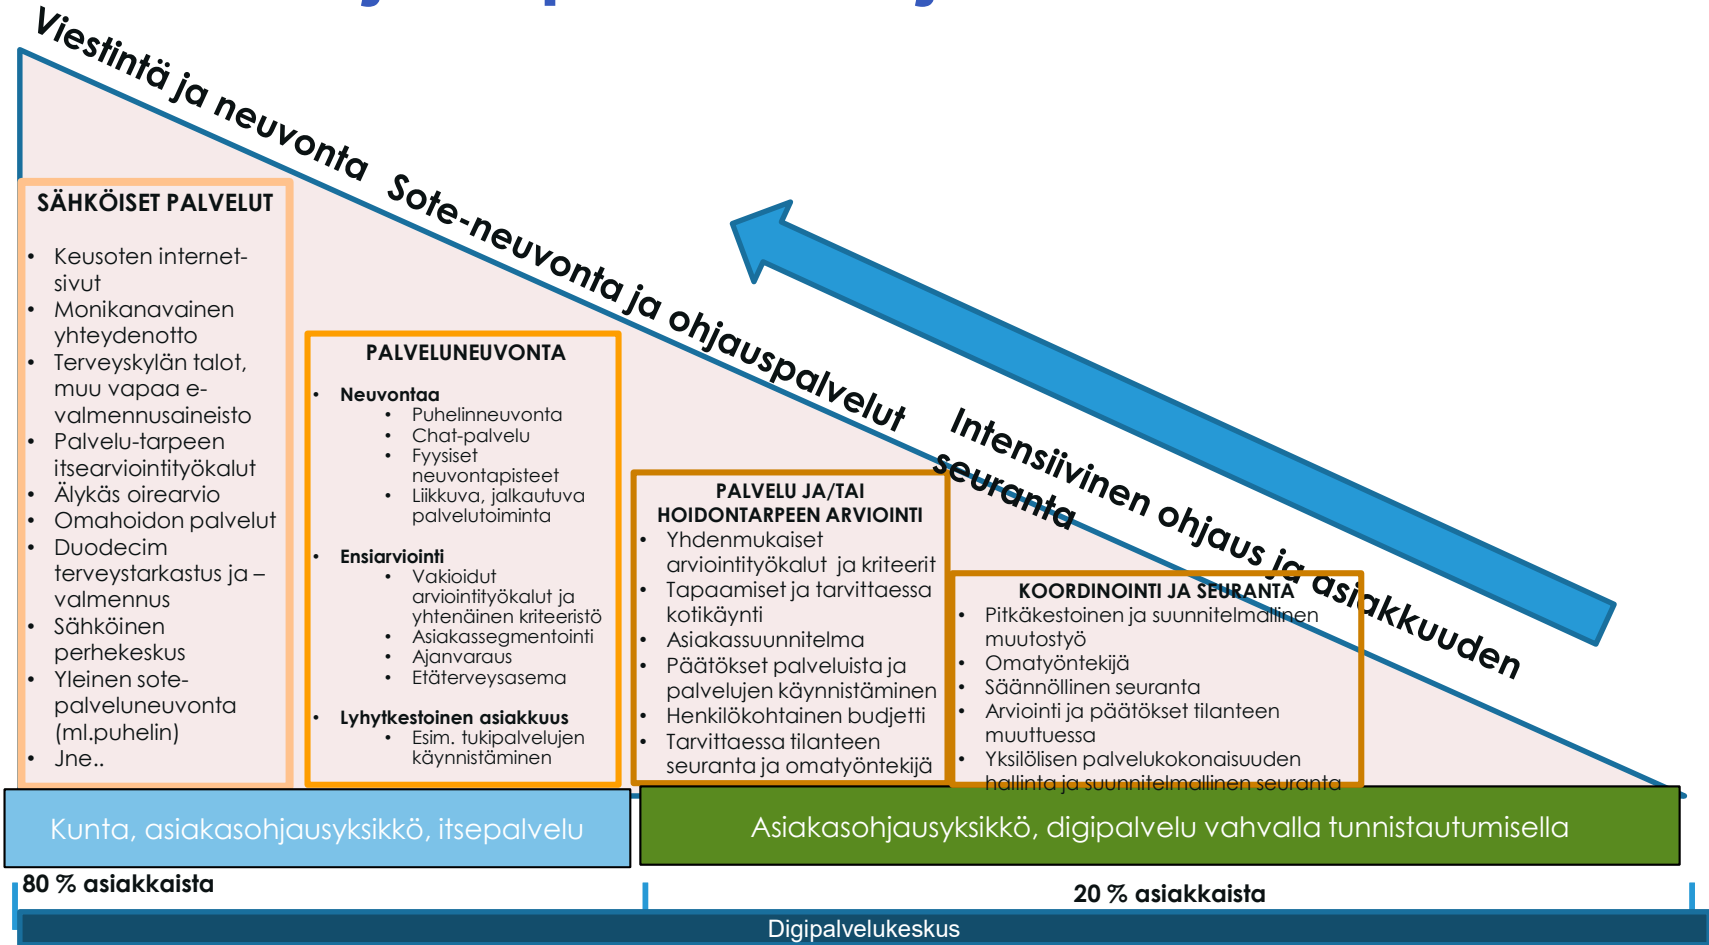 Viestintä ja neuvonta
Sote-neuvonta ja ohjauspalvelut
Intensiivinen ohjaus ja asiakkuuden
seuranta
SÄHKÖISET PALVELUT
• Keusoten internet-
sivut
• Monikanavainen
yhteydenotto
• Terveyskylän talot,
muu vapaa e-
valmennusaineisto
• Palvelu-tarpeen
itsearviointityökalut
• Älykäs oirearvio
• Omahoidon palvelut
• Duodecim
terveystarkastus ja –
valmennus
• Sähköinen
perhekeskus
• Yleinen sote-
palveluneuvonta
(ml.puhelin)
• Jne..
PALVELUNEUVONTA
• Neuvontaa
• Puhelinneuvonta
• Chat-palvelu
• Fyysiset
neuvontapisteet
• Liikkuva, jalkautuva
palvelutoiminta
• Ensiarviointi
• Vakioidut
arviointityökalut ja
yhtenäinen kriteeristö
• Asiakassegmentointi
• Ajanvaraus
• Etäterveysasema
• Lyhytkestoinen asiakkuus
• Esim. tukipalvelujen
käynnistäminen
PALVELU JA/TAI
HOIDONTARPEEN ARVIOINTI
• Yhdenmukaiset
arviointityökalut ja kriteerit
• Tapaamiset ja tarvittaessa
kotikäynti
• Asiakassuunnitelma
• Päätökset palveluista ja
palvelujen käynnistäminen
• Henkilökohtainen budjetti
• Tarvittaessa tilanteen
seuranta ja omatyöntekijä
KOORDINOINTI JA SEURANTA
• Pitkäkestoinen ja suunnitelmallinen
muutostyö
• Omatyöntekijä
• Säännöllinen seuranta
• Arviointi ja päätökset tilanteen
muuttuessa
• Yksilölisen palvelukokonaisuuden
hallinta ja suunnitelmallinen seuranta
Kunta, asiakasohjausyksikkö, itsepalvelu
Asiakasohjausyksikkö, digipalvelu vahvalla tunnistautumisella
80 % asiakkaista
20 % asiakkaista
Digipalvelukeskus